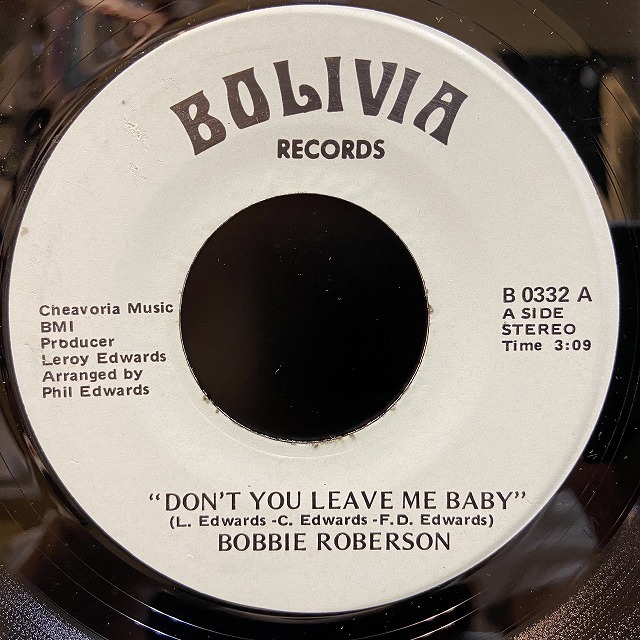 BOLIVIA
RECORDS
Cheavoria Music
BMI
Producer
Leroy Edwards
Arranged by
Phil Edwards
B 0332 A
A SIDE
STEREO
Time 3:09
“DON'T YOU LEAVE ME BABY”
(L. Edwards -C. Edwards -F.D. Edwards)
BOBBIE ROBERSON